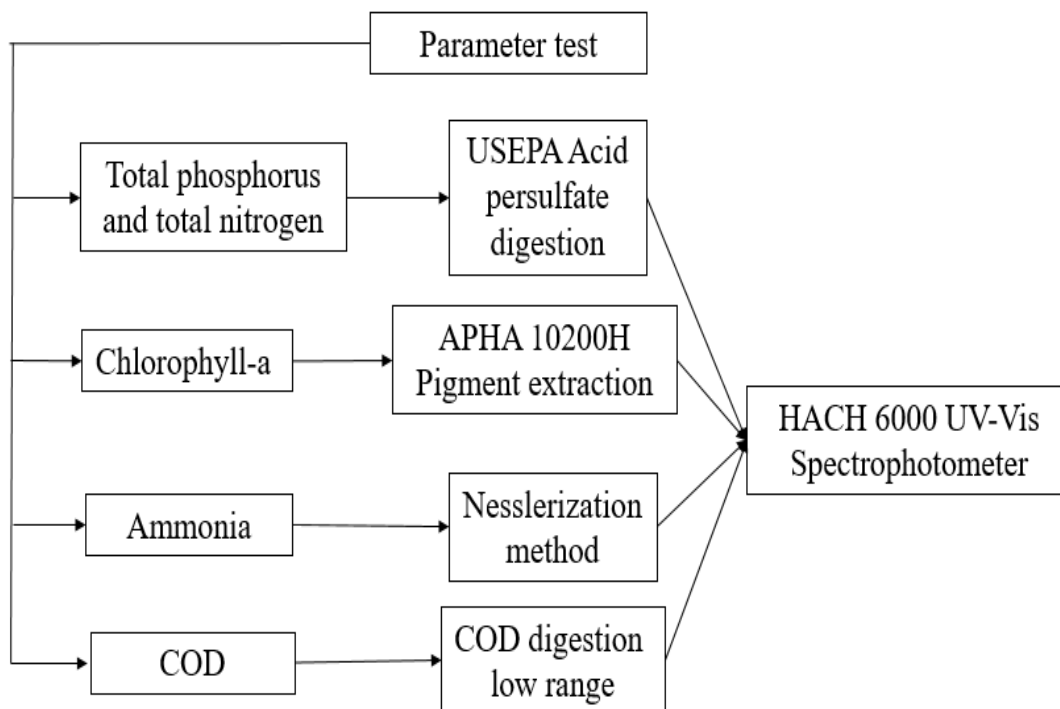 Parameter test
Total phosphorus
and total nitrogen
USEPA Acid
persulfate
digestion
Chlorophyll-a
APHA 10200H
Pigment extraction
HACH 6000 UV-Vis
Spectrophotometer
Ammonia
Nesslerization
method
COD
COD digestion
low range